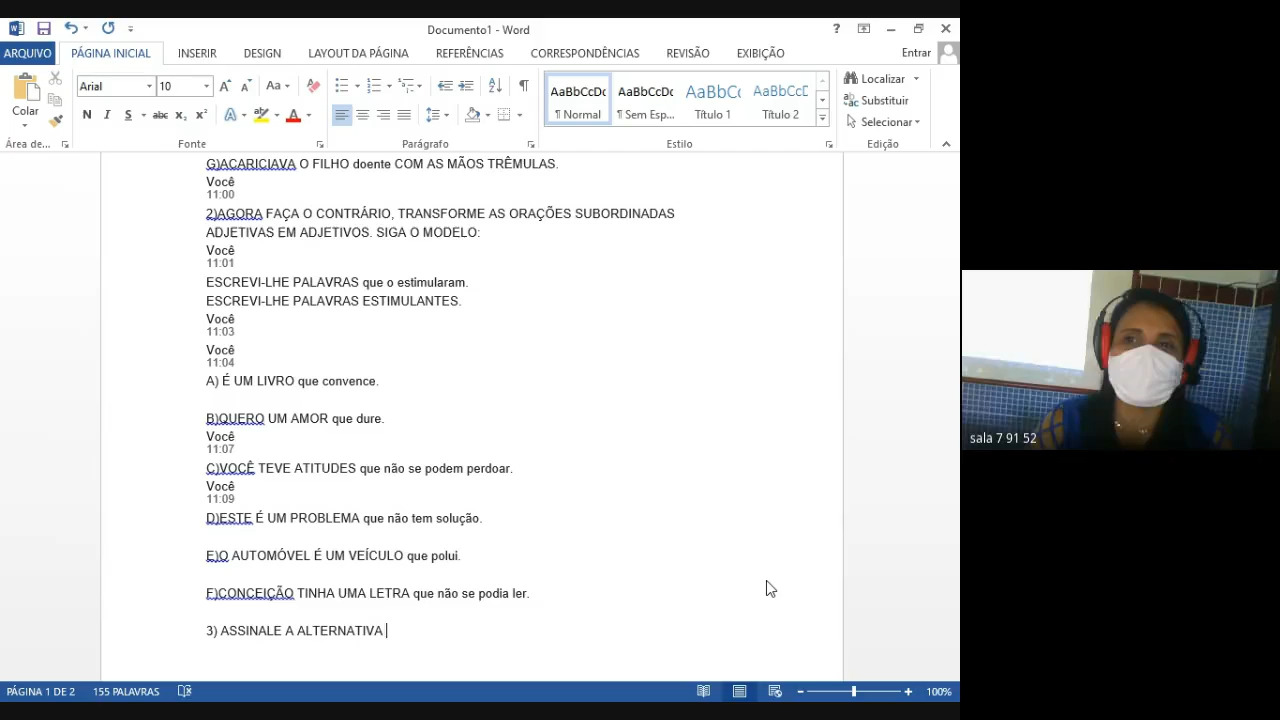 Documento1 - Word
?
ARQUIVO PÁGINA INICIAL INSERIR DESIGN LAYOUT DA PÁGINA REFERÊNCIAS CORRESPONDÊNCIAS REVISÃO EXIBIÇÃO Entrar
Colar
Arial 10
Aa
N I S abc x₂ x²
A A
AaBbCcDc AaBbCcDc AaBbC( AaBbCcC
¶ Normal ¶ Sem Esp... Título 1 Título 2
Localizar
Substituir
Selecionar
Área de... Fonte Parágrafo Estilo Edição
G)ACARICIAVA O FILHO doente COM AS MÃOS TRÊMULAS.
Você
11:00
2)AGORA FAÇA O CONTRÁRIO, TRANSFORME AS ORAÇÕES SUBORDINADAS
ADJETIVAS EM ADJETIVOS. SIGA O MODELO:
Você
11:01
ESCREVI-LHE PALAVRAS que o estimularam.
ESCREVI-LHE PALAVRAS ESTIMULANTES.
Você
11:03
Você
11:04
A) É UM LIVRO que convence.
B)QUERO UM AMOR que dure.
Você
11:07
C)VOCÊ TEVE ATITUDES que não se podem perdoar.
Você
11:09
D)ESTE É UM PROBLEMA que não tem solução.
E)O AUTOMÓVEL É UM VEÍCULO que polui.
F)CONCEIÇÃO TINHA UMA LETRA que não se podia ler.
3) ASSINALE A ALTERNATIVA
sala 7 91 52
PÁGINA 1 DE 2 155 PALAVRAS 100%